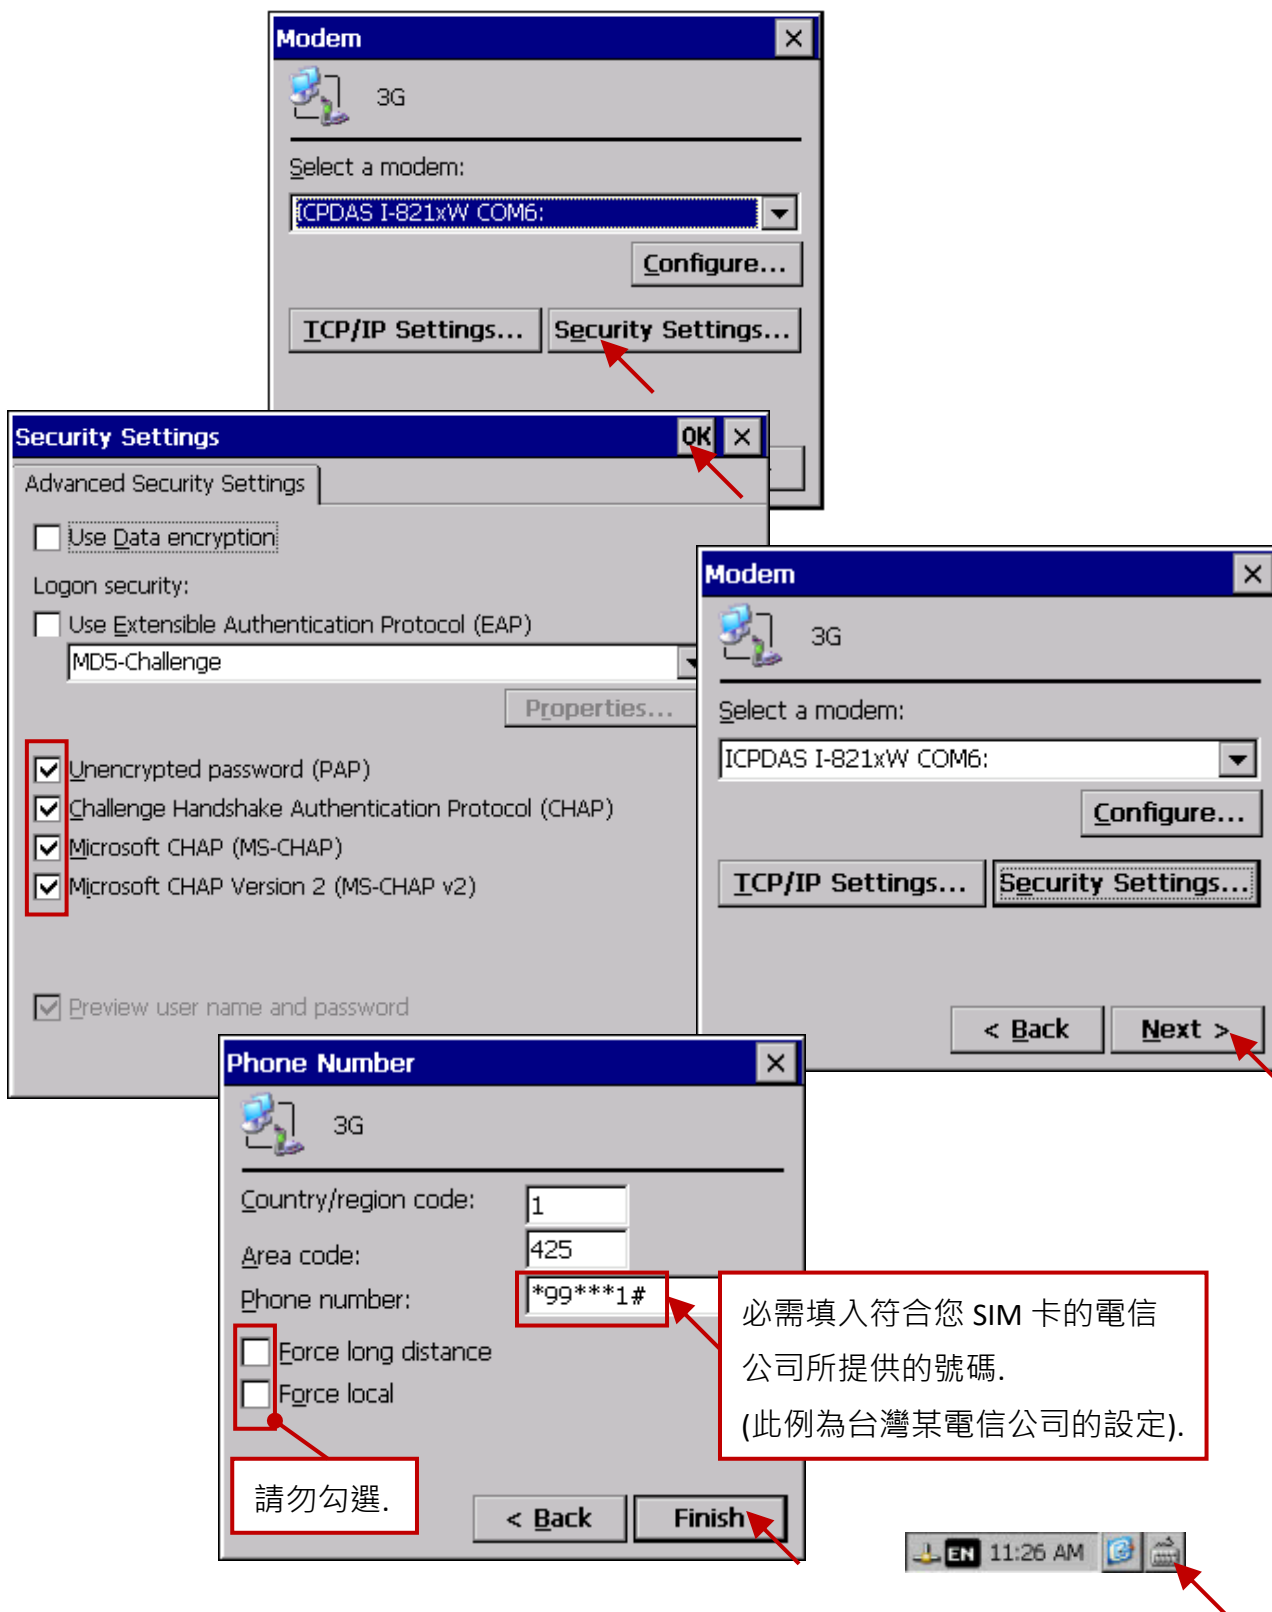 Modem
3G
Select a modem:
ICPDAS I-821xW COM6:
Configure...
TCP/IP Settings...
Security Settings...
Security Settings
OK
Advanced Security Settings
Use Data encryption
Logon security:
Use Extensible Authentication Protocol (EAP)
MD5-Challenge
Properties...
Unencrypted password (PAP)
Challenge Handshake Authentication Protocol (CHAP)
Microsoft CHAP (MS-CHAP)
Microsoft CHAP Version 2 (MS-CHAP v2)
Preview user name and password
Modem
3G
Select a modem:
ICPDAS I-821xW COM6:
Configure...
TCP/IP Settings...
Security Settings...
< Back
Next >
Phone Number
3G
Country/region code:
1
Area code:
425
Phone number:
*99***1#
Force long distance
Force local
必需填入符合您 SIM 卡的電信
公司所提供的號碼.
(此例為台灣某電信公司的設定).
請勿勾選.
< Back
Finish
EN 11:26 AM